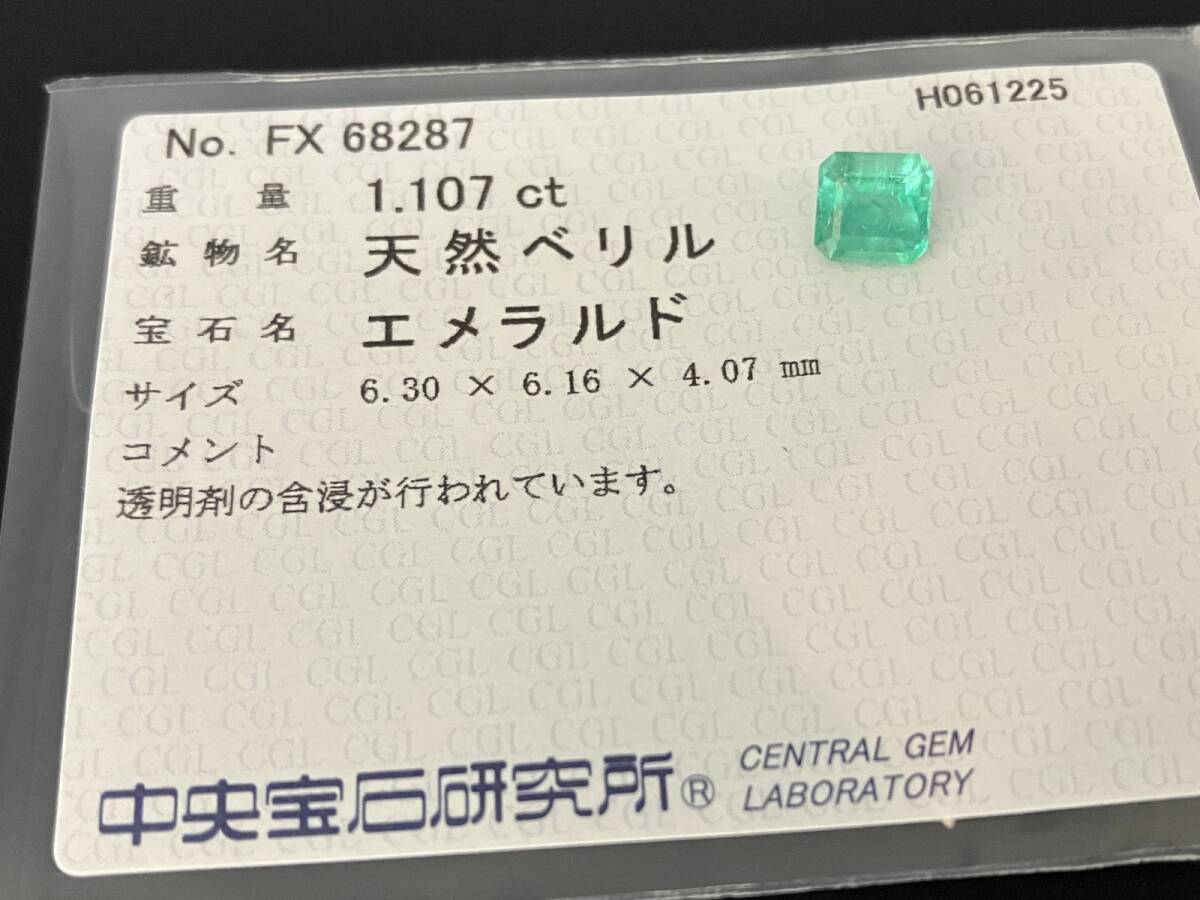 H061225
No. FX 68287
重量 1.107 ct
鉱物名 天然ベリル
宝石名 エメラルド
サイズ 6.30 × 6.16 × 4.07 mm
コメント
透明剤の含浸が行われています。
中央宝石研究所® CENTRAL GEM
LABORATORY